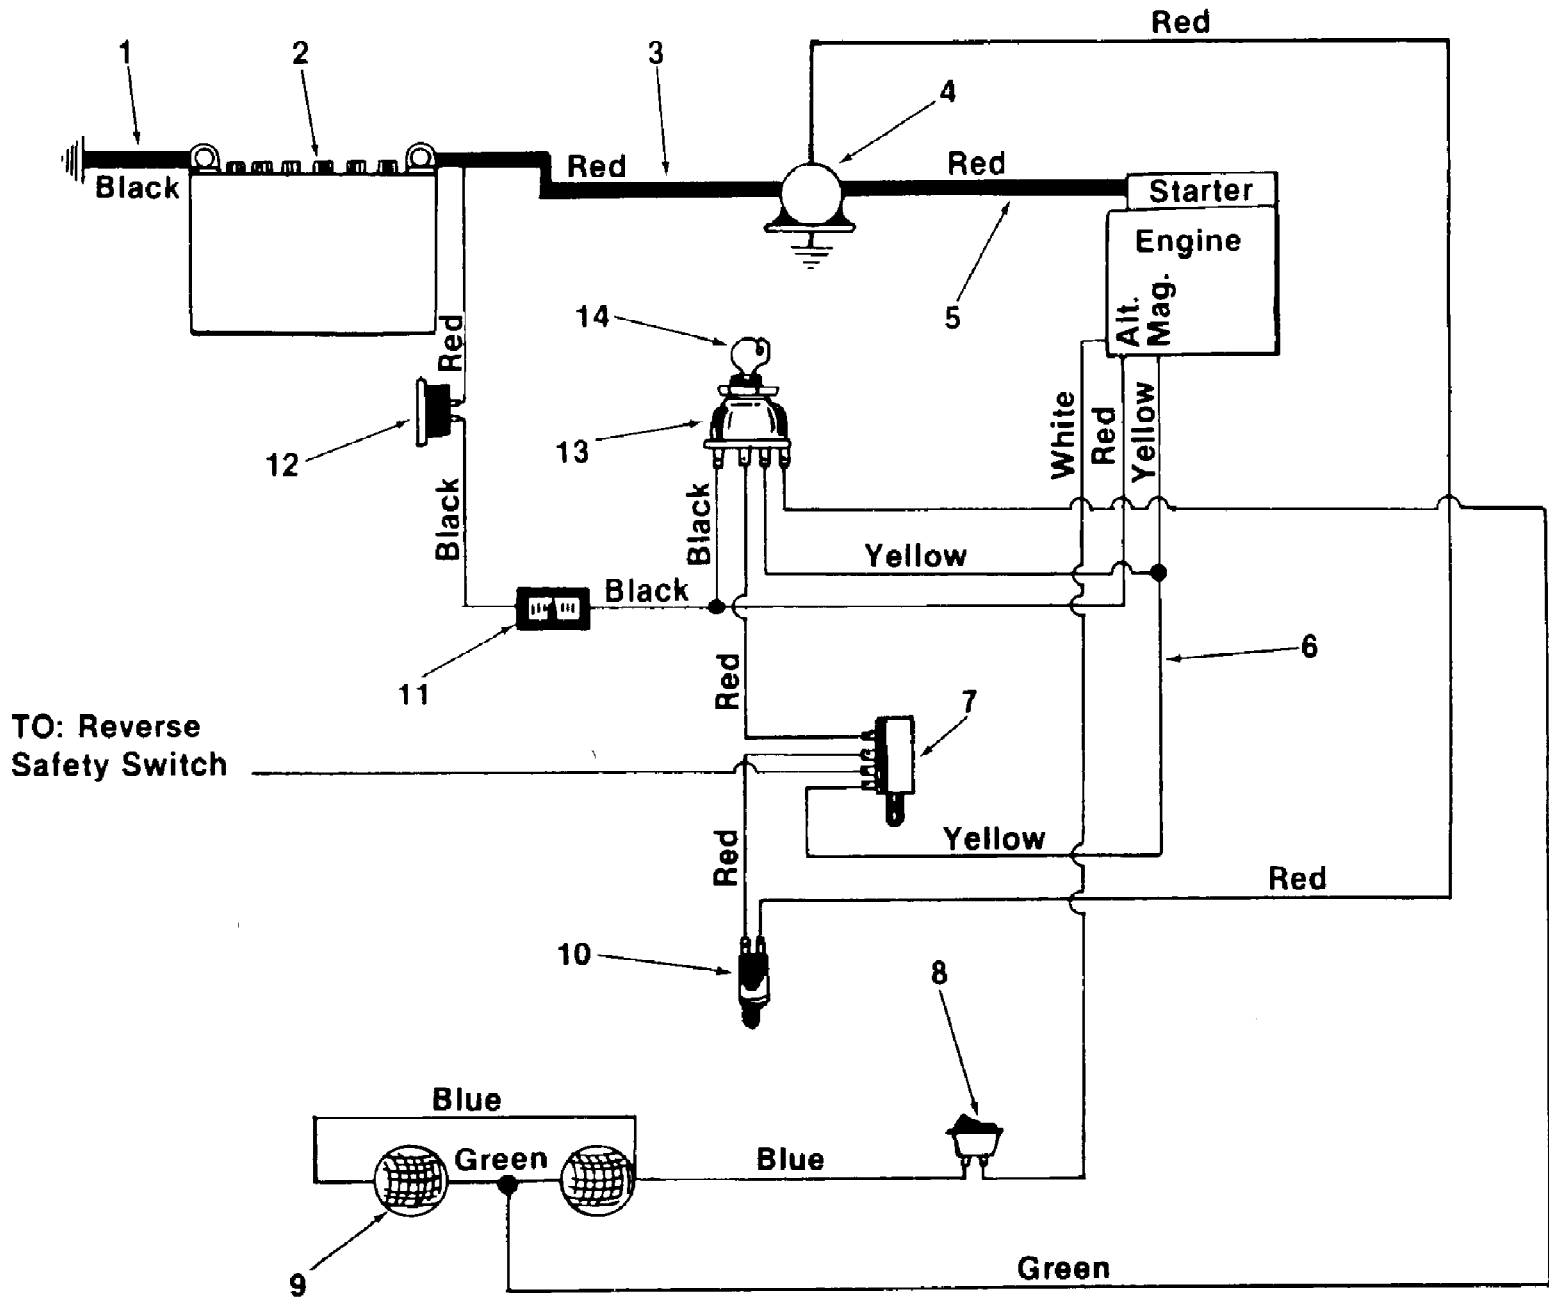 Red
1
2
3
4
Black
Red
Red
Starter
Engine
Alt.
Mag.
5
14
Red
12
13
White
Red
Yellow
Black
Black
Yellow
Black
11
6
Red
7
TO: Reverse
Safety Switch
Yellow
Red
Red
10
8
Blue
Green
Blue
9
Green